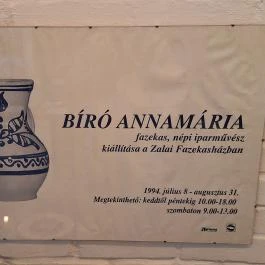 BÍRÓ ANNAMÁRIA
fazekas, népi iparművész
kiállítása a Zalai Fazekasházban
1994. július 8 - augusztus 31.
Megtekinthető: keddtől péntekig 10.00-18.00
szombaton 9.00-13.00